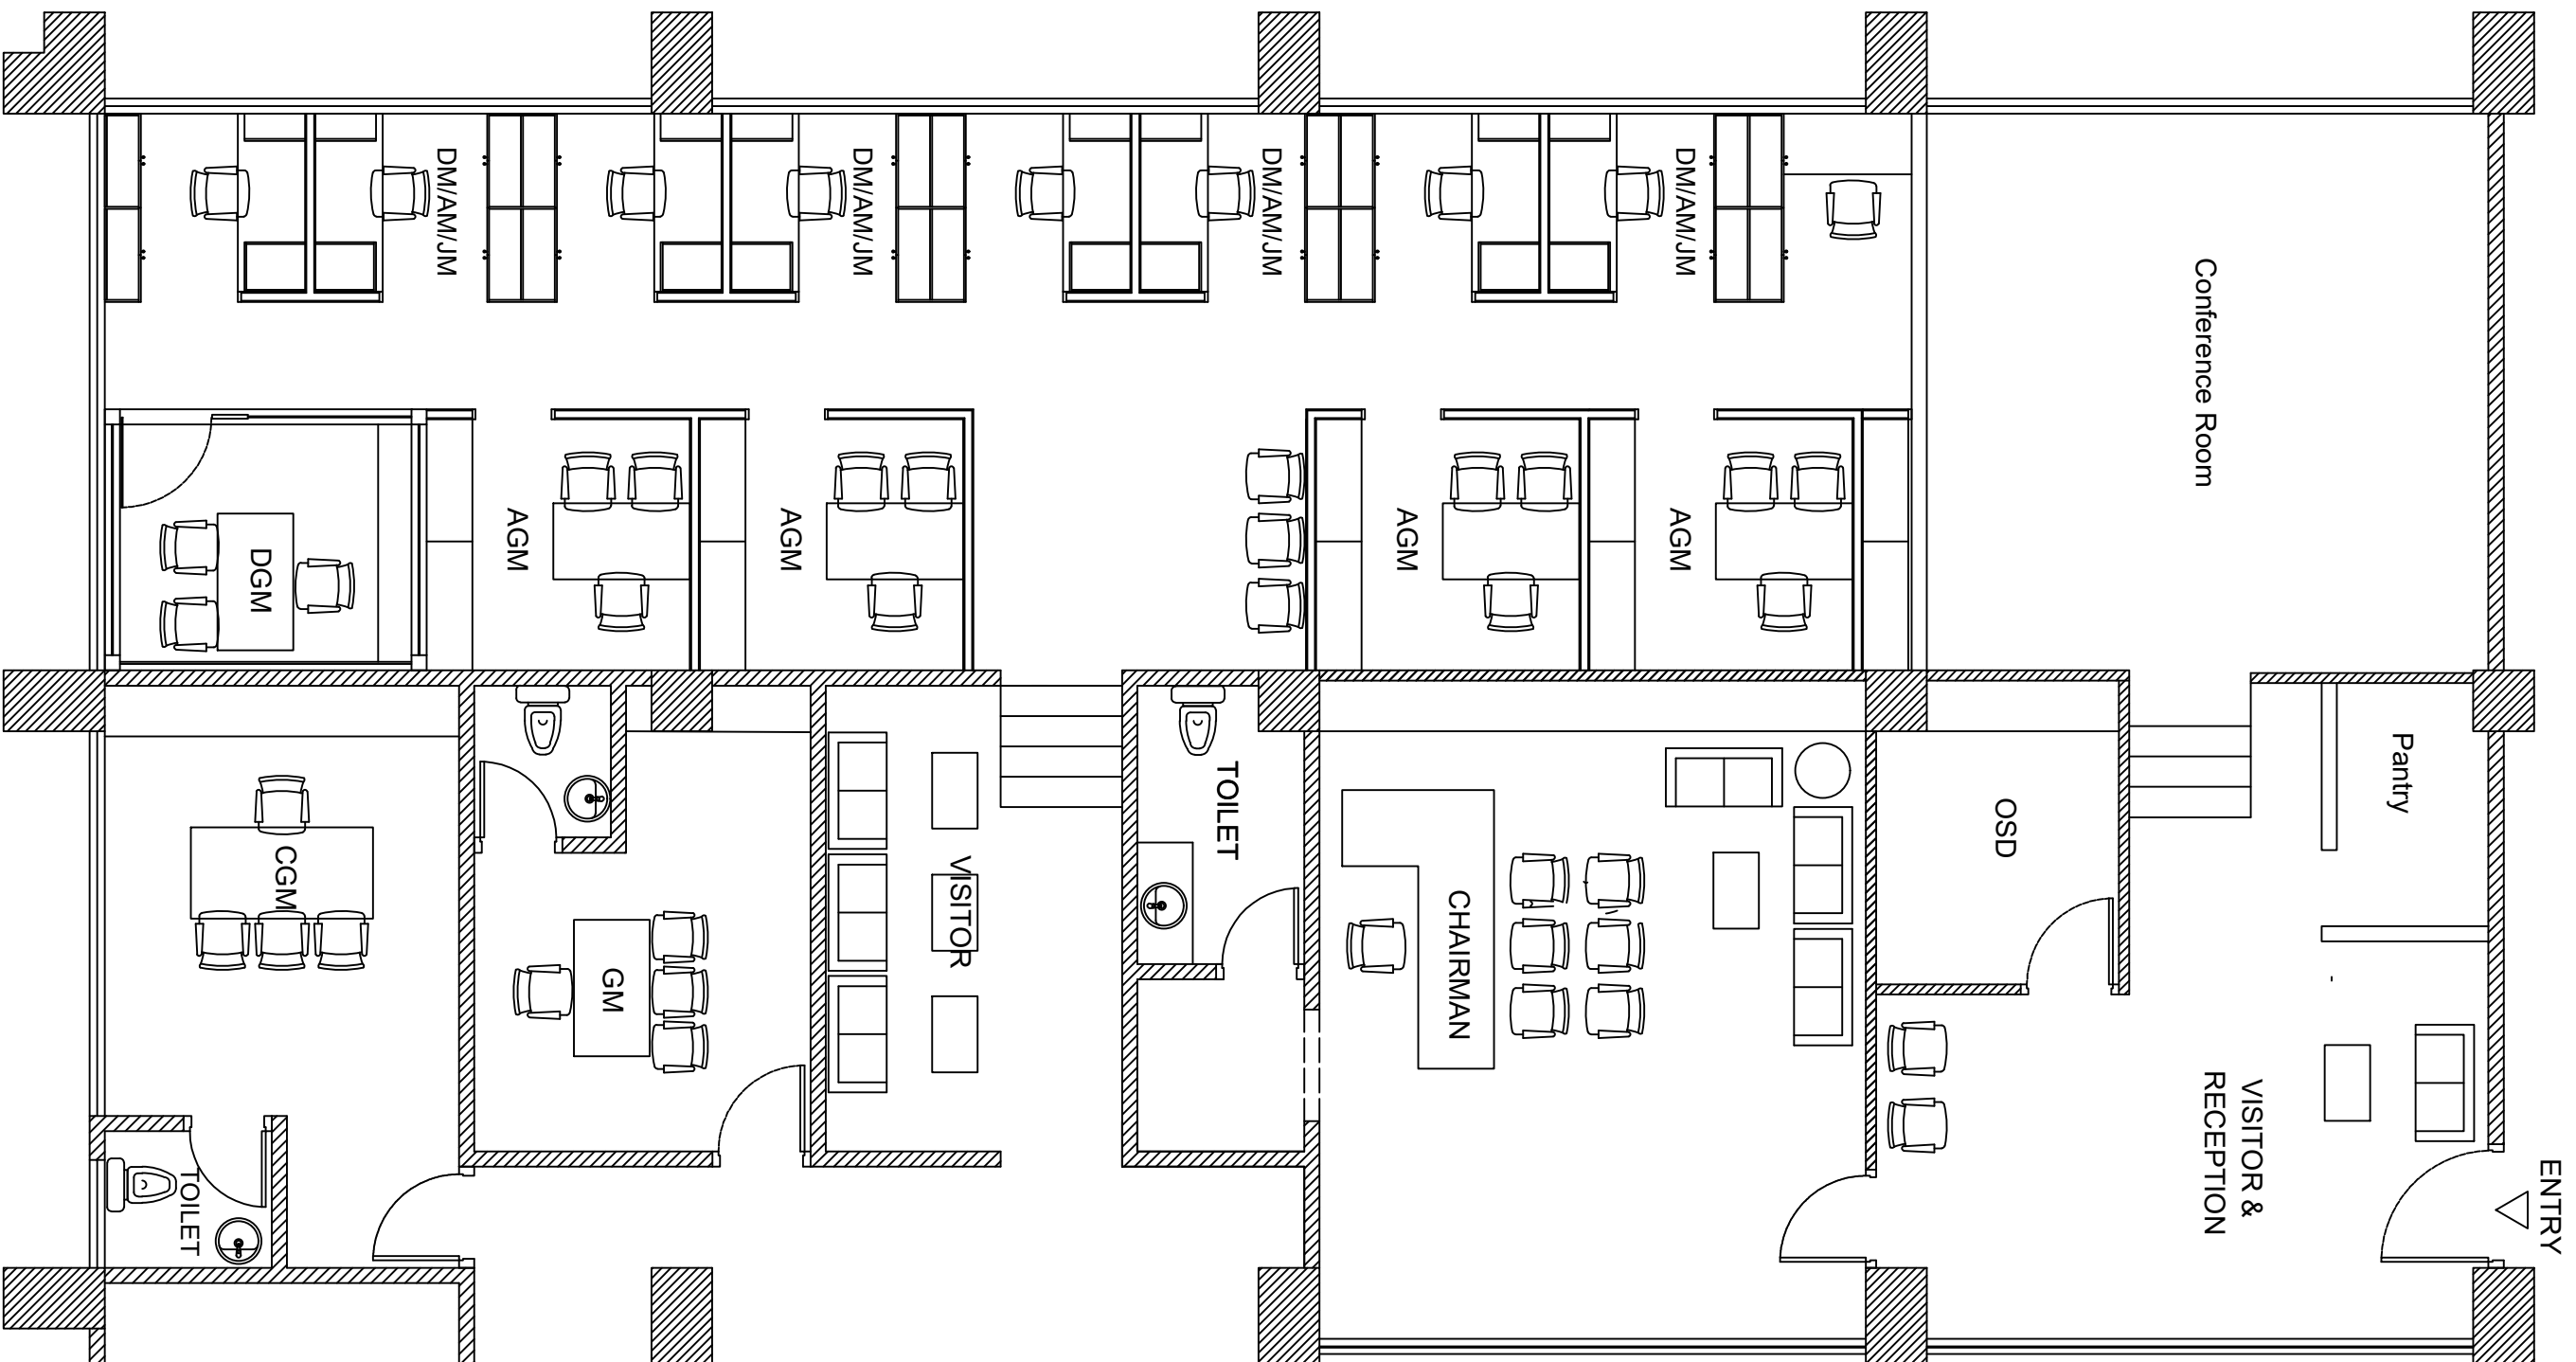 DM/AM/JM
DM/AM/JM
DM/AM/JM
DM/AM/JM
Conference Room
DGM
AGM
AGM
AGM
AGM
CGM
GM
VISITOR
TOILET
CHAIRMAN
OSD
Pantry
TOILET
VISITOR &
RECEPTION
ENTRY